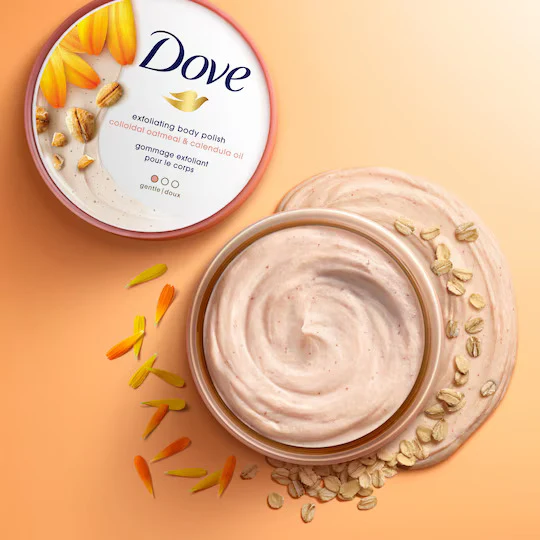 Dove
exfoliating body polish
colloidal oatmeal & calendula oil
gommage exfoliant
pour le corps
gentle | doux